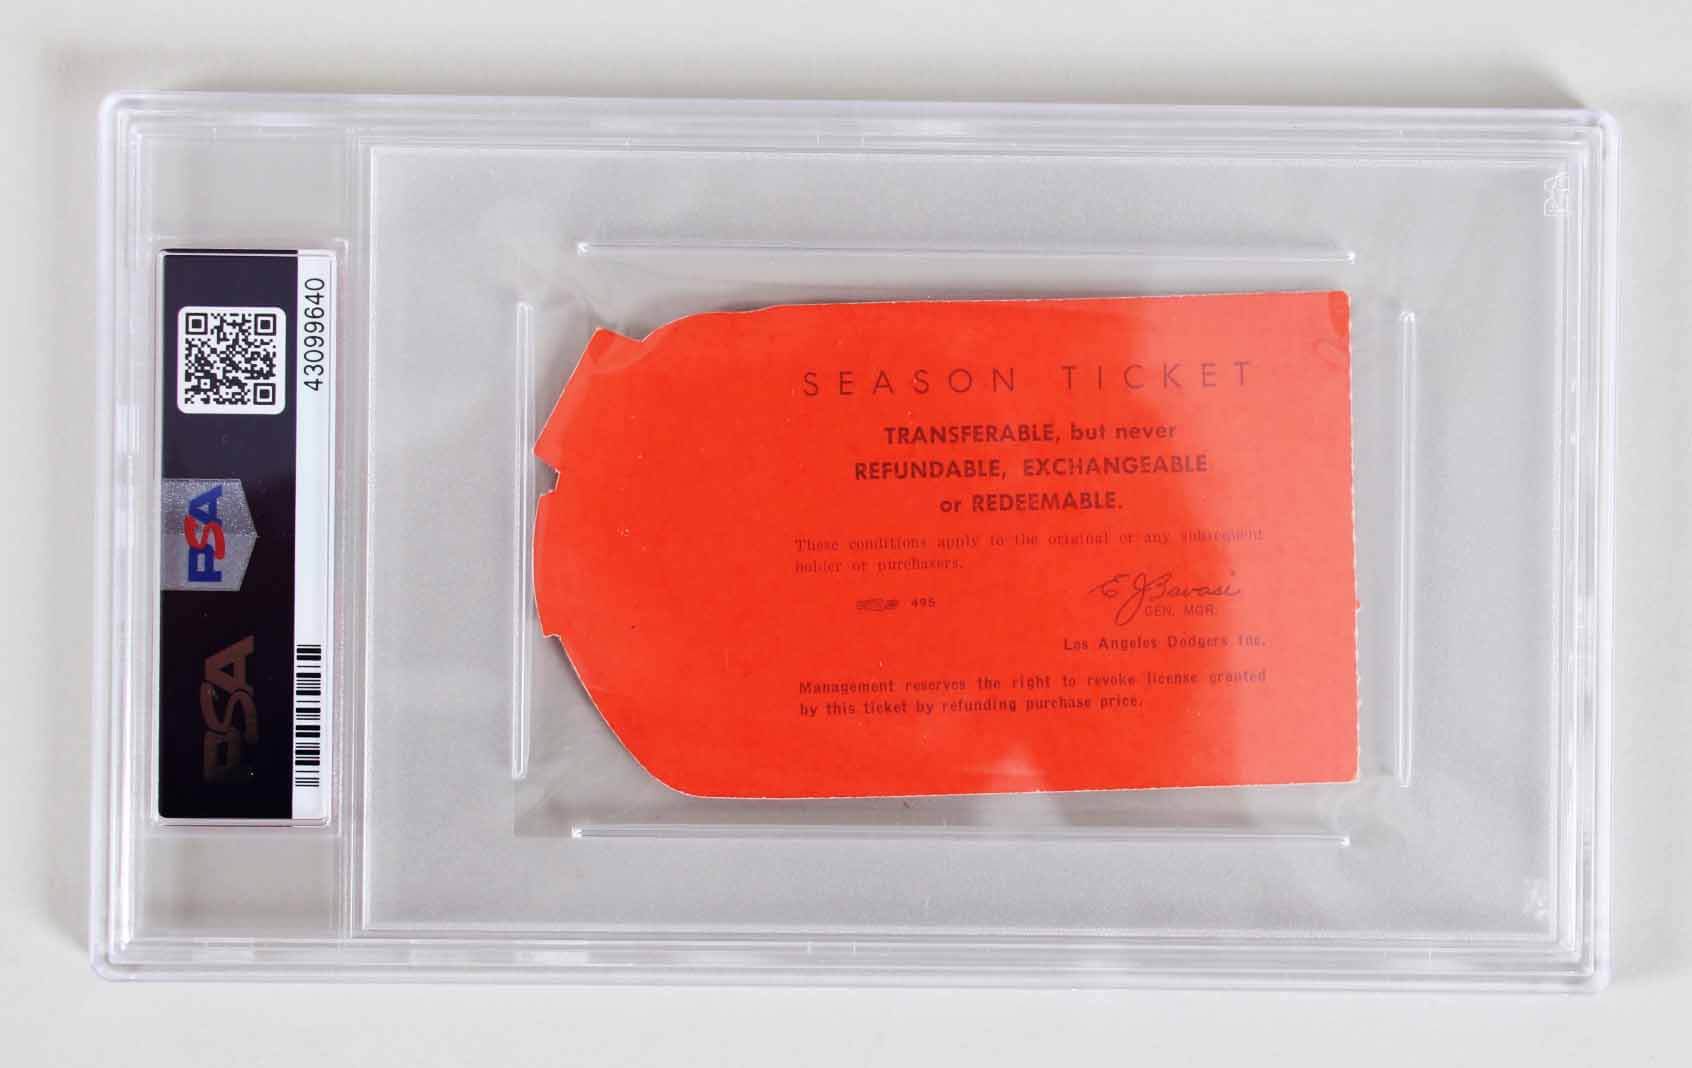 43099640
PSA
PSA
SEASON TICKET
TRANSFERABLE, but never
REFUNDABLE, EXCHANGEABLE
or REDEEMABLE.
These conditions apply to the original or any subsequent
holder or purchasers.
495
E J Bavasi
GEN. MGR.
Los Angeles Dodgers Inc.
Management reserves the right to revoke license granted
by this ticket by refunding purchase price.